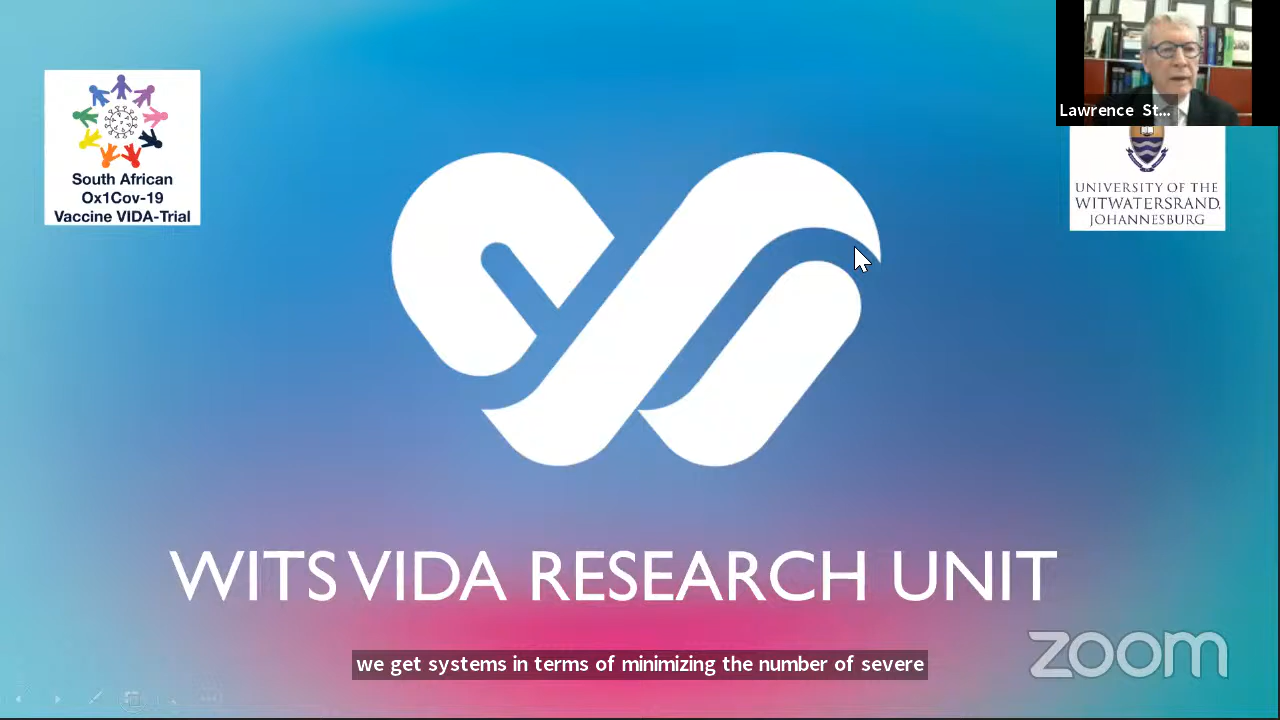 South African
Ox1Cov-19
Vaccine VIDA-Trial
Lawrence St...
UNIVERSITY OF THE
WITWATERSRAND,
JOHANNESBURG
WITS VIDA RESEARCH UNIT
we get systems in terms of minimizing the number of severe
zoom